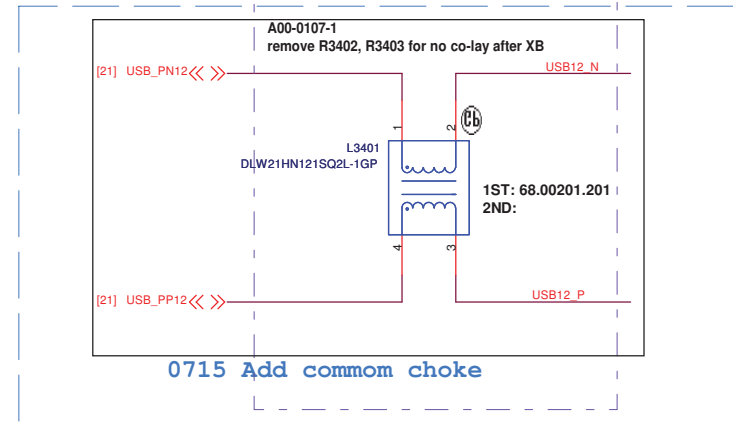 A00-0107-1
remove R3402, R3403 for no co-lay after XB
[21] USB_PN12
USB12_N
1
2
Cb
L3401
DLW21HN121SQ2L-1GP
1ST: 68.00201.201
2ND:
4
3
[21] USB_PP12
USB12_P
0715 Add commom choke